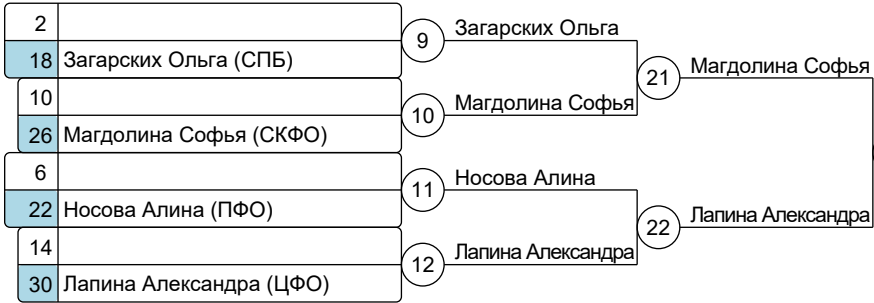 2
18 Загарских Ольга (СПБ)
9
Загарских Ольга
10
26 Магдолина Софья (СКФО)
10
Магдолина Софья
21
Магдолина Софья
6
22 Носова Алина (ПФО)
11
Носова Алина
14
30 Лапина Александра (ЦФО)
12
Лапина Александра
22
Лапина Александра